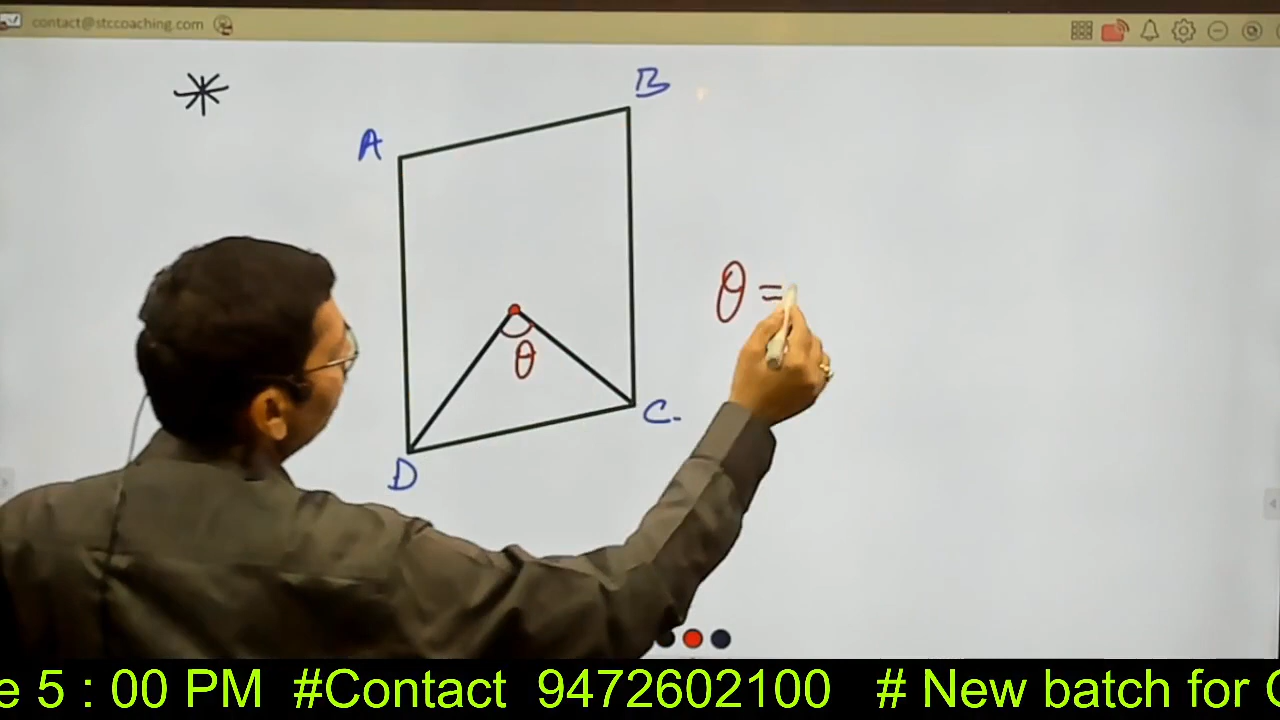 contact@stccoaching.com
B
A
θ =
θ
C.
D
e 5 : 00 PM #Contact 9472602100 # New batch for C